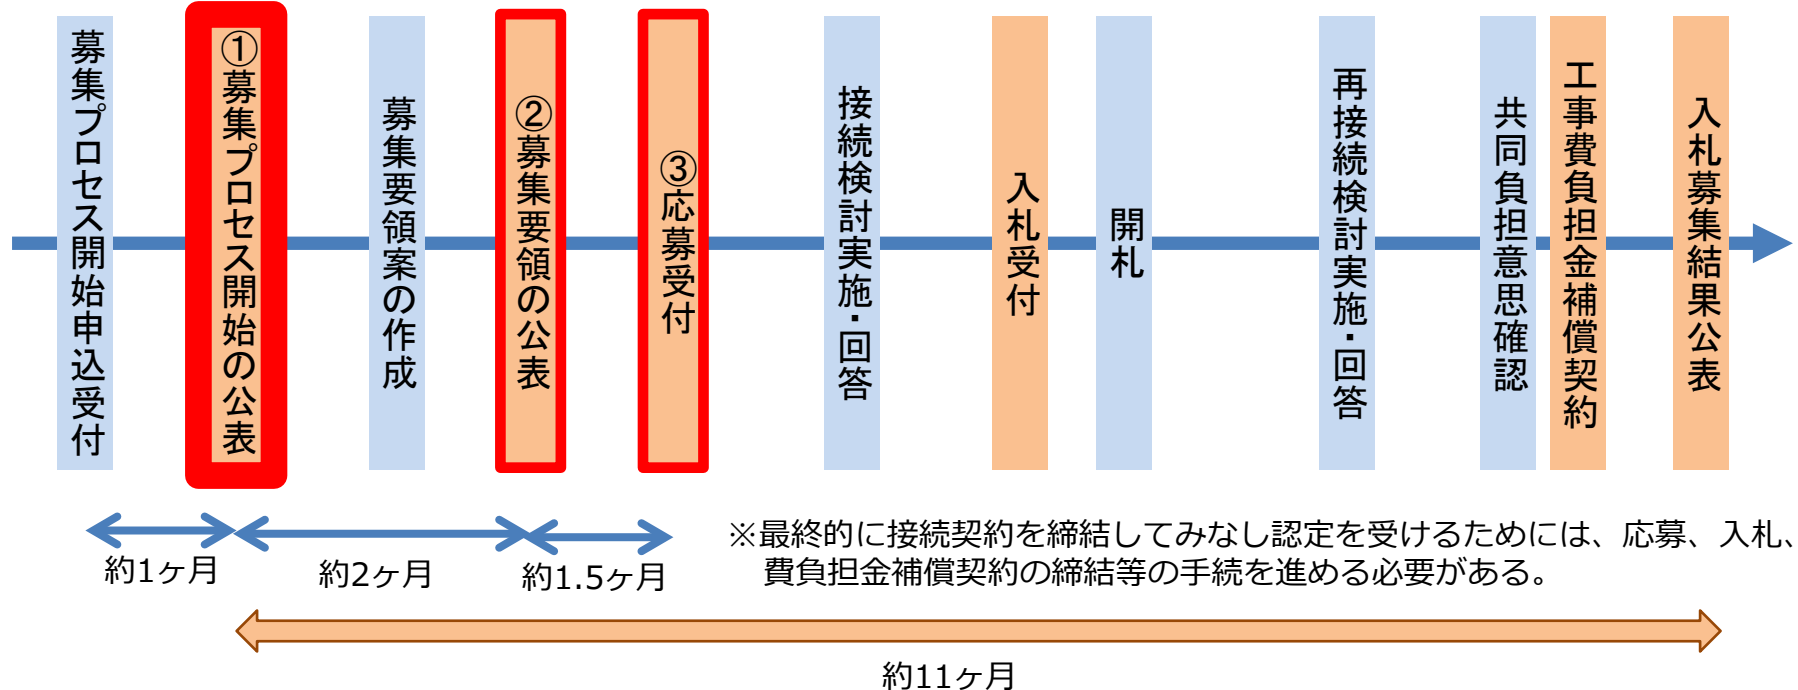 募集プロセス開始申込受付
①募集プロセス開始の公表
募集要領案の作成
②募集要領の公表
③応募受付
接続検討実施・回答
入札受付
開札
再接続検討実施・回答
共同負担意思確認
工事費負担金補償契約
入札募集結果公表
約1ヶ月
約2ヶ月
約1.5ヶ月
※最終的に接続契約を締結してみなし認定を受けるためには、応募、入札、
費負担金補償契約の締結等の手続を進める必要がある。
約11ヶ月